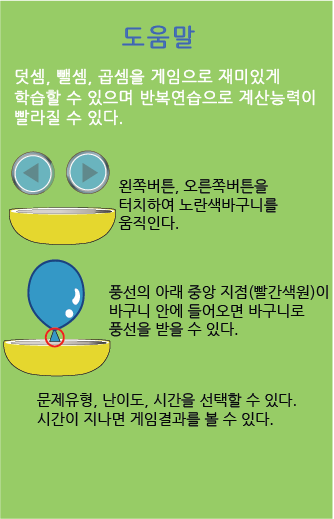 도움말
덧셈, 뺄셈, 곱셈을 게임으로 재미있게
학습할 수 있으며 반복연습으로 계산능력이
빨라질 수 있다.
왼쪽버튼, 오른쪽버튼을
터치하여 노란색바구니를
움직인다.
풍선의 아래 중앙 지점(빨간색원)이
바구니 안에 들어오면 바구니로
풍선을 받을 수 있다.
문제유형, 난이도, 시간을 선택할 수 있다.
시간이 지나면 게임결과를 볼 수 있다.